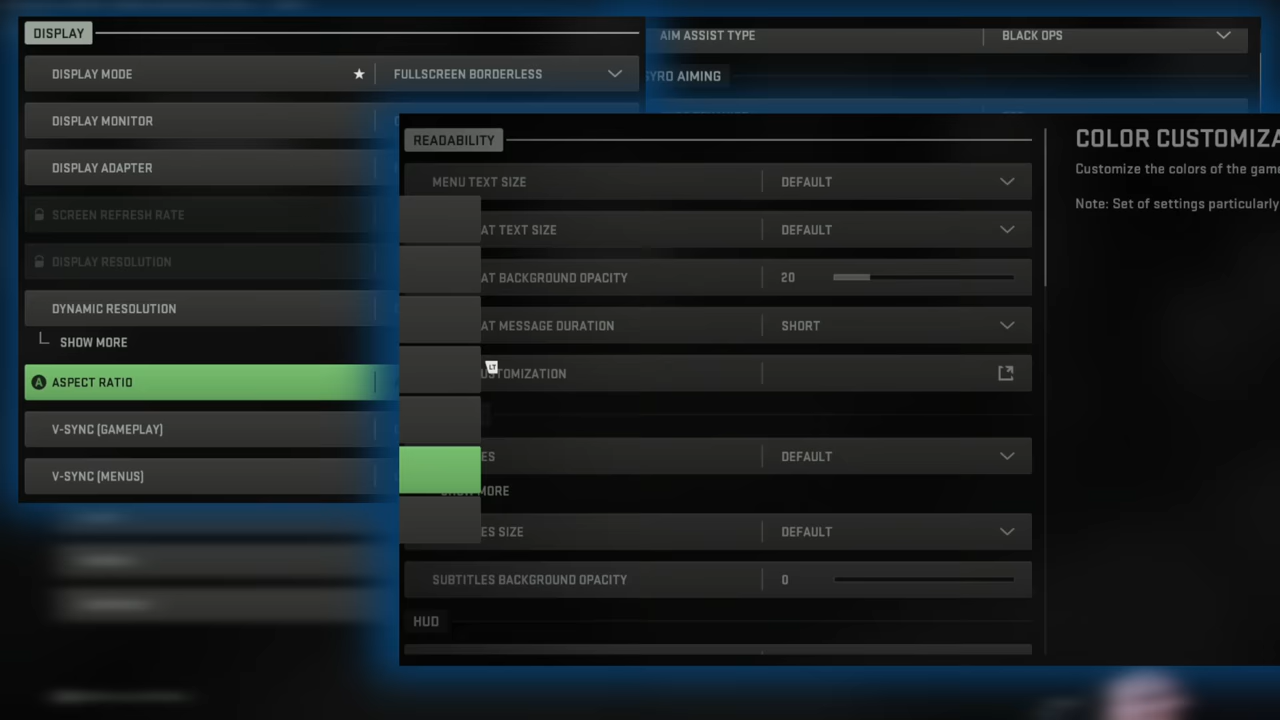 DISPLAY
DISPLAY MODE ★ FULLSCREEN BORDERLESS
DISPLAY MONITOR
DISPLAY ADAPTER
SCREEN REFRESH RATE
DISPLAY RESOLUTION
DYNAMIC RESOLUTION
SHOW MORE
A ASPECT RATIO
V-SYNC (GAMEPLAY)
V-SYNC (MENUS)
AIM ASSIST TYPE BLACK OPS
GYRO AIMING
READABILITY
MENU TEXT SIZE DEFAULT
AT TEXT SIZE DEFAULT
AT BACKGROUND OPACITY 20
AT MESSAGE DURATION SHORT
LT
USTOMIZATION
ES DEFAULT
SHOW MORE
ES SIZE DEFAULT
SUBTITLES BACKGROUND OPACITY 0
HUD
COLOR CUSTOMIZA
Customize the colors of the game
Note: Set of settings particularly